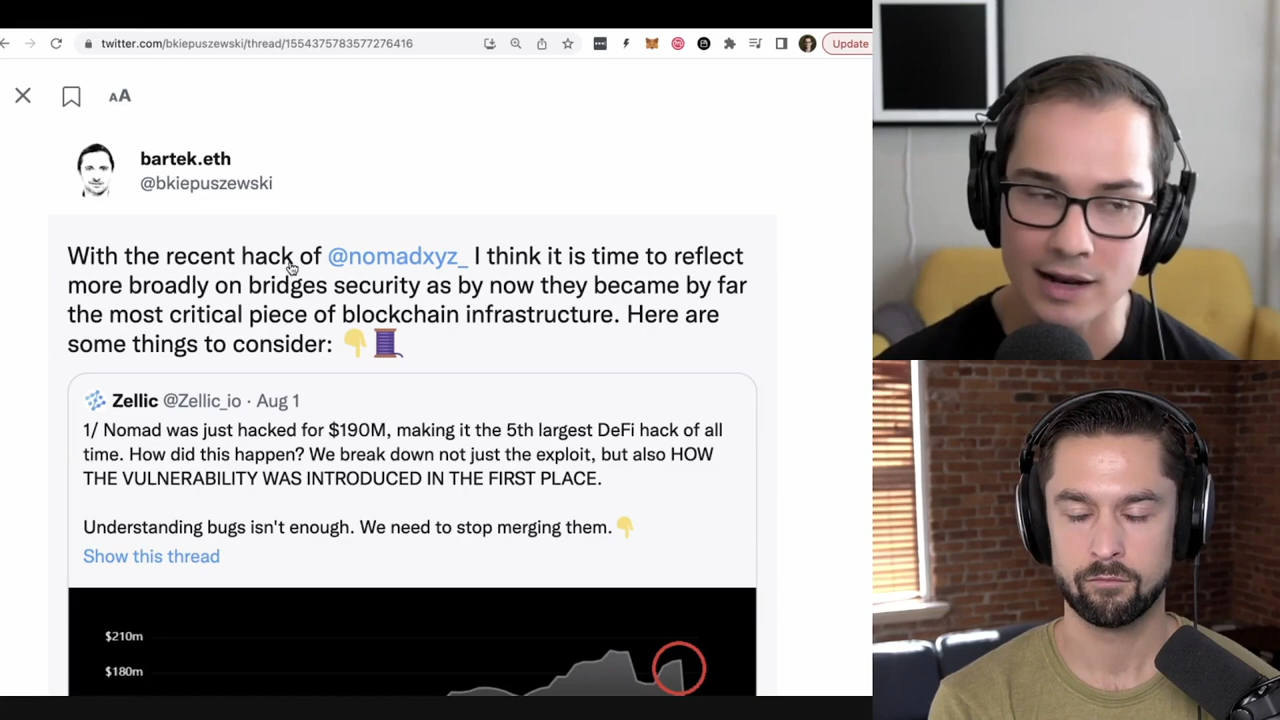 twitter.com/bkiepuszewski/thread/1554375783577276416
Update
AA
bartek.eth
@bkiepuszewski
With the recent hack of @nomadxyz_ I think it is time to reflect
more broadly on bridges security as by now they became by far
the most critical piece of blockchain infrastructure. Here are
some things to consider: 👇🧵
Zellic @Zellic_io · Aug 1
1/ Nomad was just hacked for $190M, making it the 5th largest DeFi hack of all
time. How did this happen? We break down not just the exploit, but also HOW
THE VULNERABILITY WAS INTRODUCED IN THE FIRST PLACE.
Understanding bugs isn't enough. We need to stop merging them.👇
Show this thread
$210m
$180m